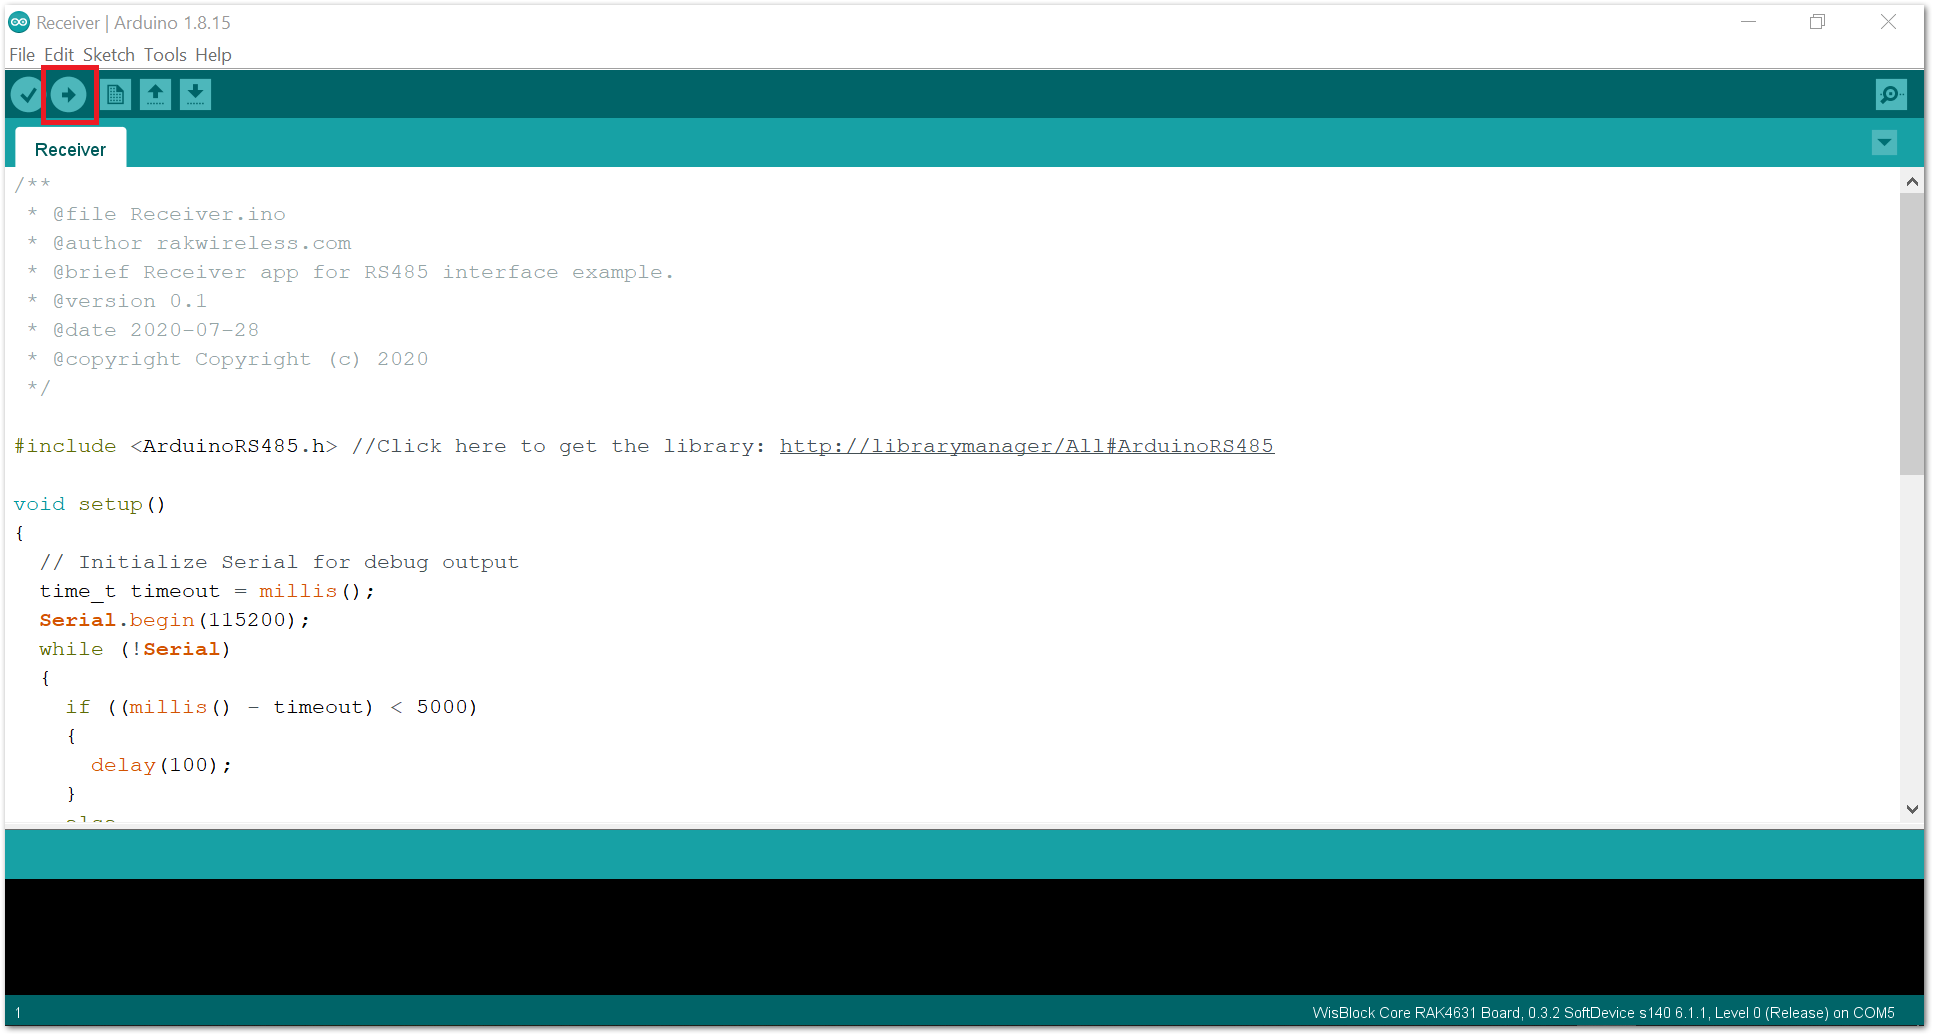 Receiver | Arduino 1.8.15
File Edit Sketch Tools Help
Receiver
/**
 * @file Receiver.ino
 * @author rakwireless.com
 * @brief Receiver app for RS485 interface example.
 * @version 0.1
 * @date 2020-07-28
 * @copyright Copyright (c) 2020
 */
#include <ArduinoRS485.h> //Click here to get the library: http://librarymanager/All#ArduinoRS485
void setup()
{
  // Initialize Serial for debug output
  time_t timeout = millis();
  Serial.begin(115200);
  while (!Serial)
  {
    if ((millis() - timeout) < 5000)
    {
      delay(100);
    }
    else
1
WisBlock Core RAK4631 Board, 0.3.2 SoftDevice s140 6.1.1, Level 0 (Release) on COM5